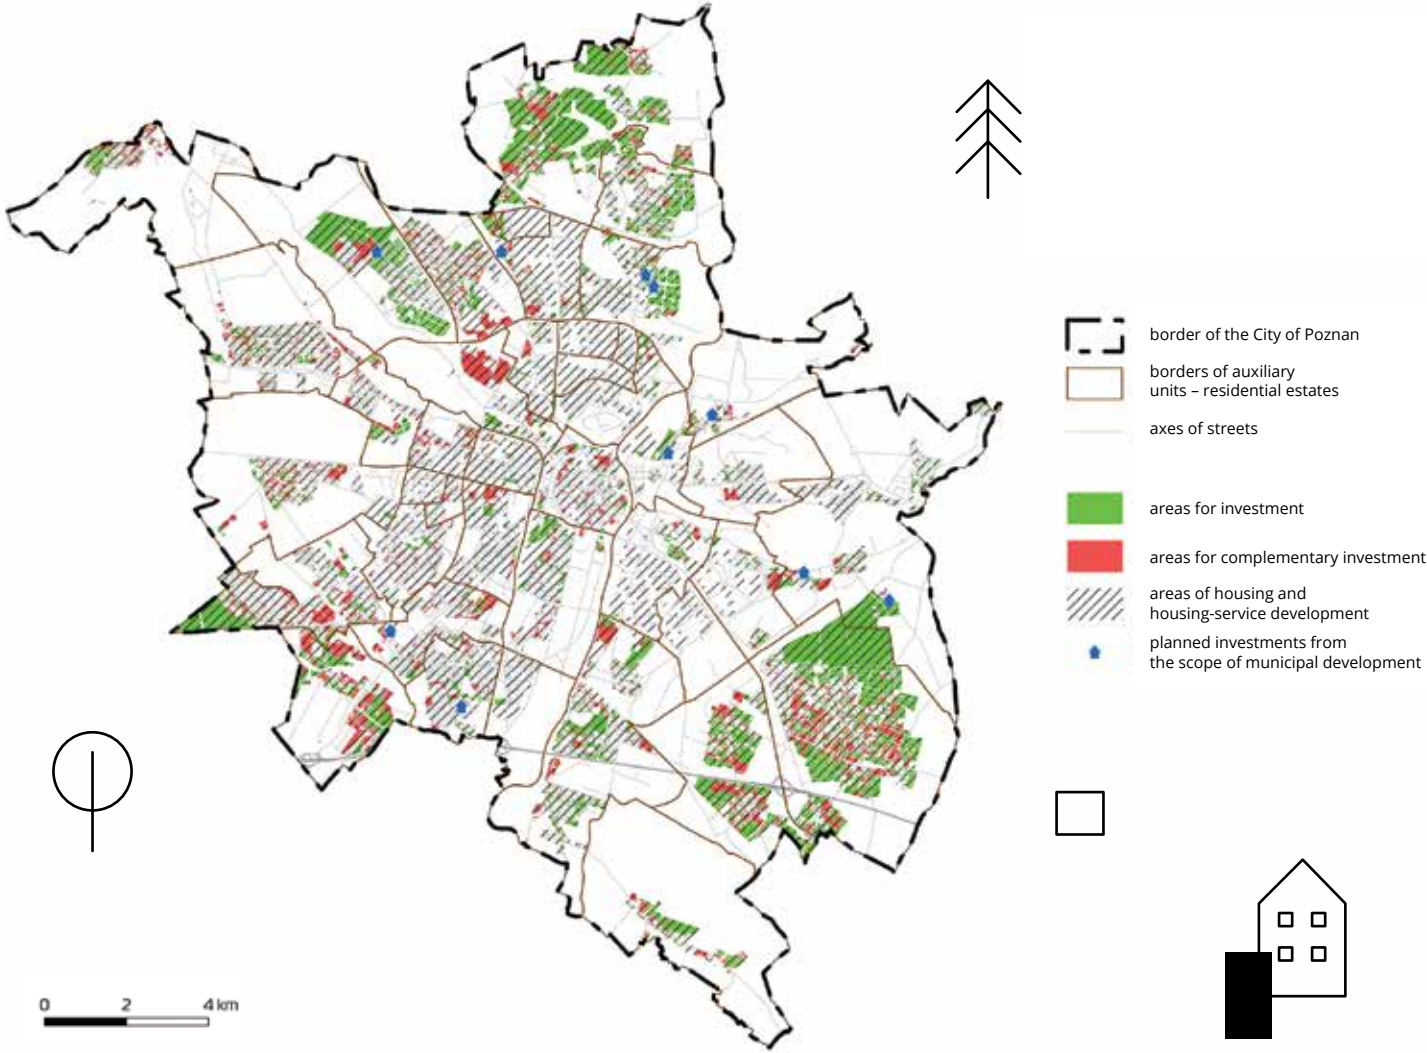 border of the City of Poznan
borders of auxiliary
units – residential estates
axes of streets
areas for investment
areas for complementary investment
areas of housing and
housing-service development
planned investments from
the scope of municipal development
0 2 4 km